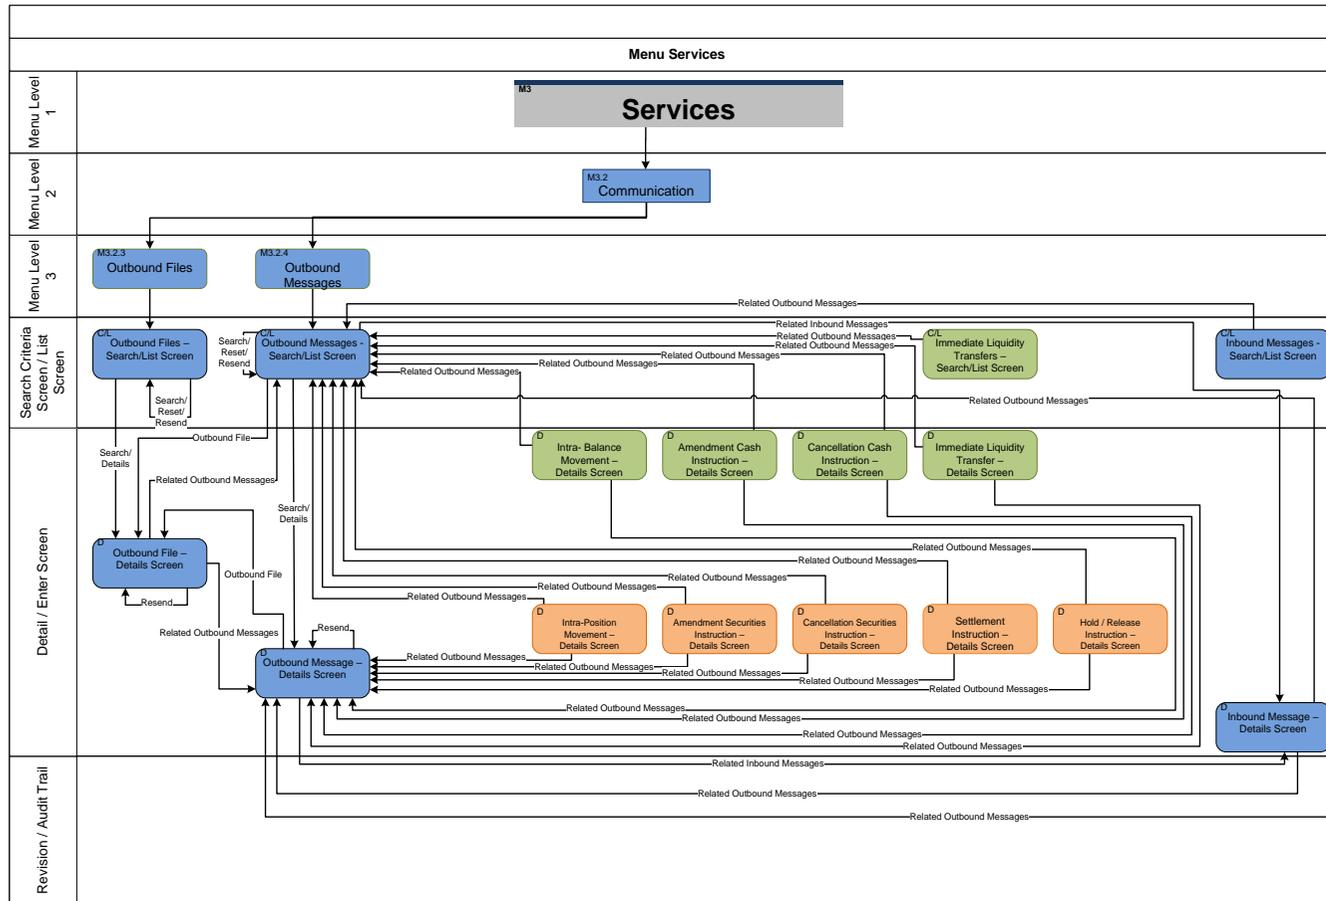 Menu Services
Menu Level
1
M3
Services
Menu Level
2
M3.2
Communication
Menu Level
3
M3.2.3
Outbound Files
M3.2.4
Outbound
Messages
Related Outbound Messages
Search Criteria
Screen / List
Screen
C/L
Outbound Files –
Search/List Screen
Search/
Reset/
Resend
C/L
Outbound Messages -
Search/List Screen
Search/
Reset/
Resend
Related Inbound Messages
Related Outbound Messages
Related Outbound Messages
Related Outbound Messages
Related Outbound Messages
Related Outbound Messages
C/L
Immediate Liquidity
Transfers –
Search/List Screen
C/L
Inbound Messages -
Search/List Screen
Related Outbound Messages
Detail / Enter Screen
Outbound File
Search/
Details
Related Outbound Messages
Search/
Details
D
Intra- Balance
Movement –
Details Screen
D
Amendment Cash
Instruction –
Details Screen
D
Cancellation Cash
Instruction –
Details Screen
D
Immediate Liquidity
Transfer –
Details Screen
D
Outbound File –
Details Screen
Resend
Outbound File
Related Outbound Messages
Related Outbound Messages
Related Outbound Messages
Related Outbound Messages
Related Outbound Messages
Related Outbound Messages
D
Intra-Position
Movement –
Details Screen
D
Amendment Securities
Instruction –
Details Screen
D
Cancellation Securities
Instruction –
Details Screen
D
Settlement
Instruction –
Details Screen
D
Hold / Release
Instruction –
Details Screen
Resend
D
Outbound Message –
Details Screen
Related Outbound Messages
Related Outbound Messages
Related Outbound Messages
Related Outbound Messages
Related Outbound Messages
Related Outbound Messages
Related Outbound Messages
Related Outbound Messages
Related Outbound Messages
D
Inbound Message –
Details Screen
Revision / Audit Trail
Related Inbound Messages
Related Outbound Messages
Related Outbound Messages